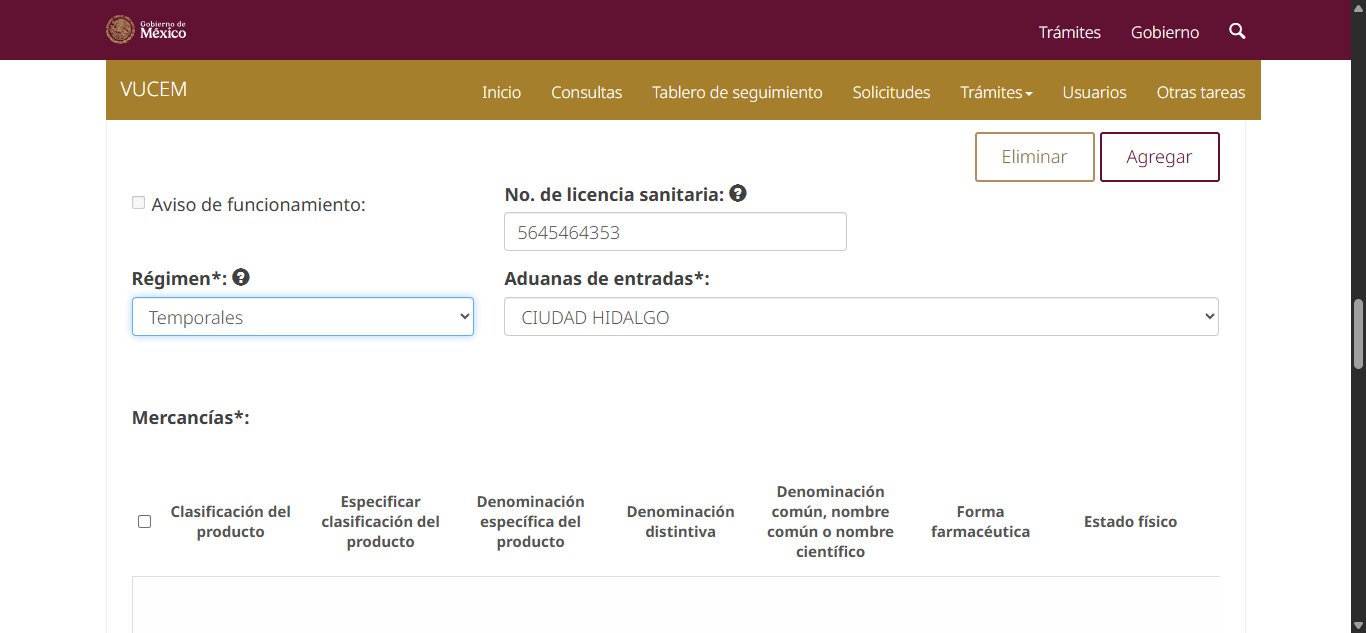 Gobierno de
México
Trámites
Gobierno
VUCEM
Inicio
Consultas
Tablero de seguimiento
Solicitudes
Trámites
Usuarios
Otras tareas
Eliminar
Agregar
Aviso de funcionamiento:
No. de licencia sanitaria:
5645464353
Régimen*:
Temporales
Aduanas de entradas*:
CIUDAD HIDALGO
Mercancías*:
Clasificación del
producto
Especificar
clasificación del
producto
Denominación
específica del
producto
Denominación
distintiva
Denominación
común, nombre
común o nombre
científico
Forma
farmacéutica
Estado físico